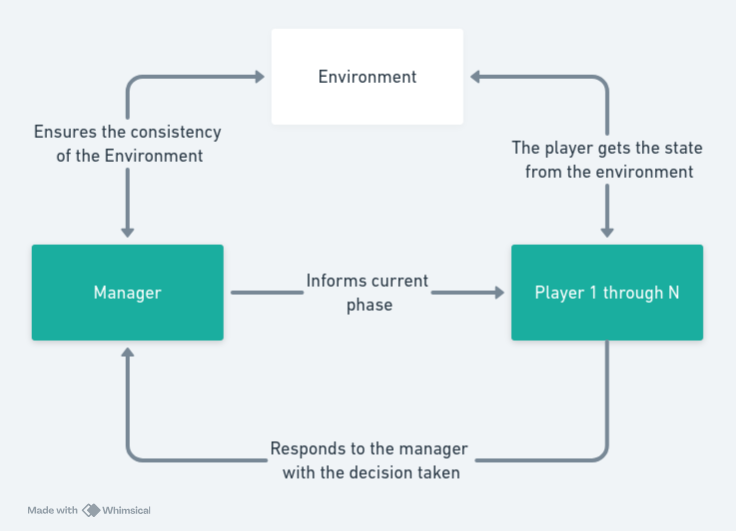 Environment
Ensures the consistency
of the Environment
The player gets the state
from the environment
Manager
Informs current
phase
Player 1 through N
Responds to the manager
with the decision taken
Made with Whimsical